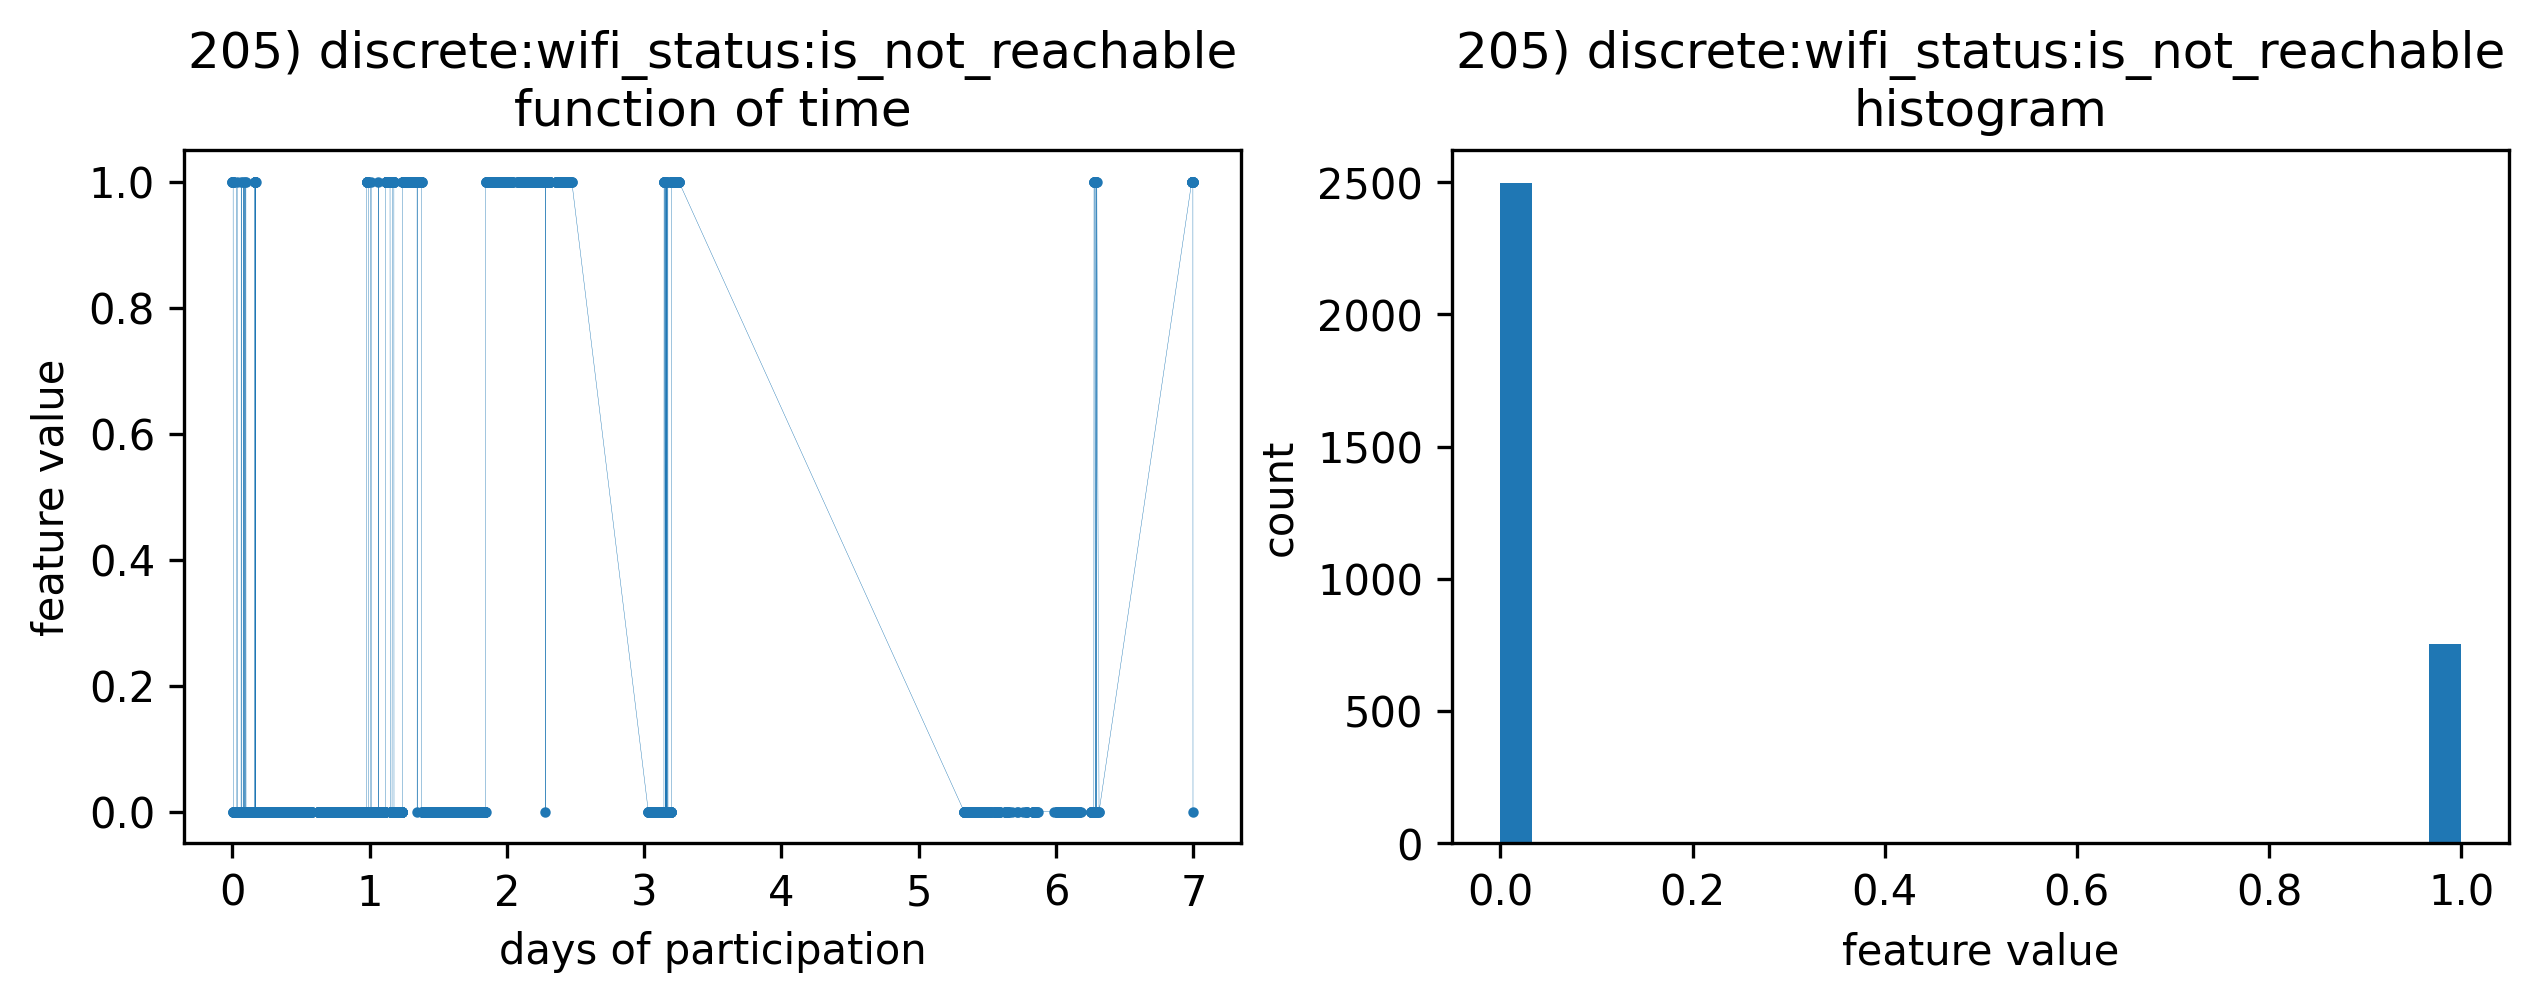 205) discrete:wifi_status:is_not_reachable
function of time
1.0
0.8
0.6
0.4
0.2
0.0
feature value
0 1 2 3 4 5 6 7
days of participation
205) discrete:wifi_status:is_not_reachable
histogram
2500
2000
1500
1000
500
0
count
0.0 0.2 0.4 0.6 0.8 1.0
feature value